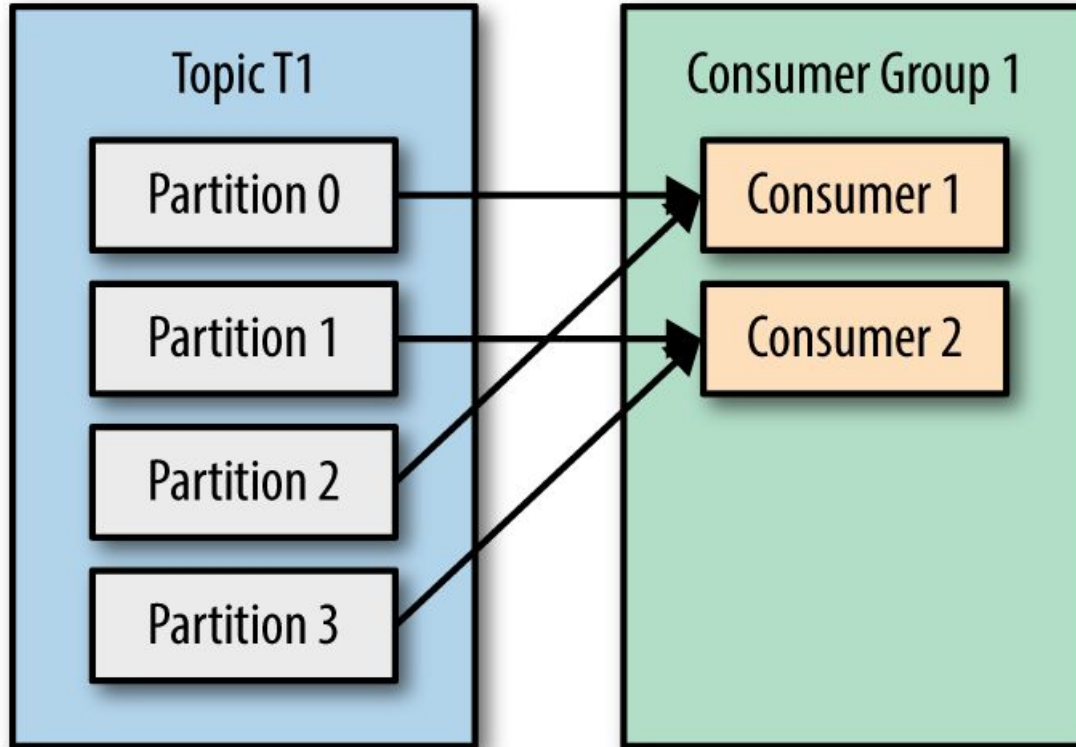 Topic T1
Partition 0
Partition 1
Partition 2
Partition 3
Consumer Group 1
Consumer 1
Consumer 2